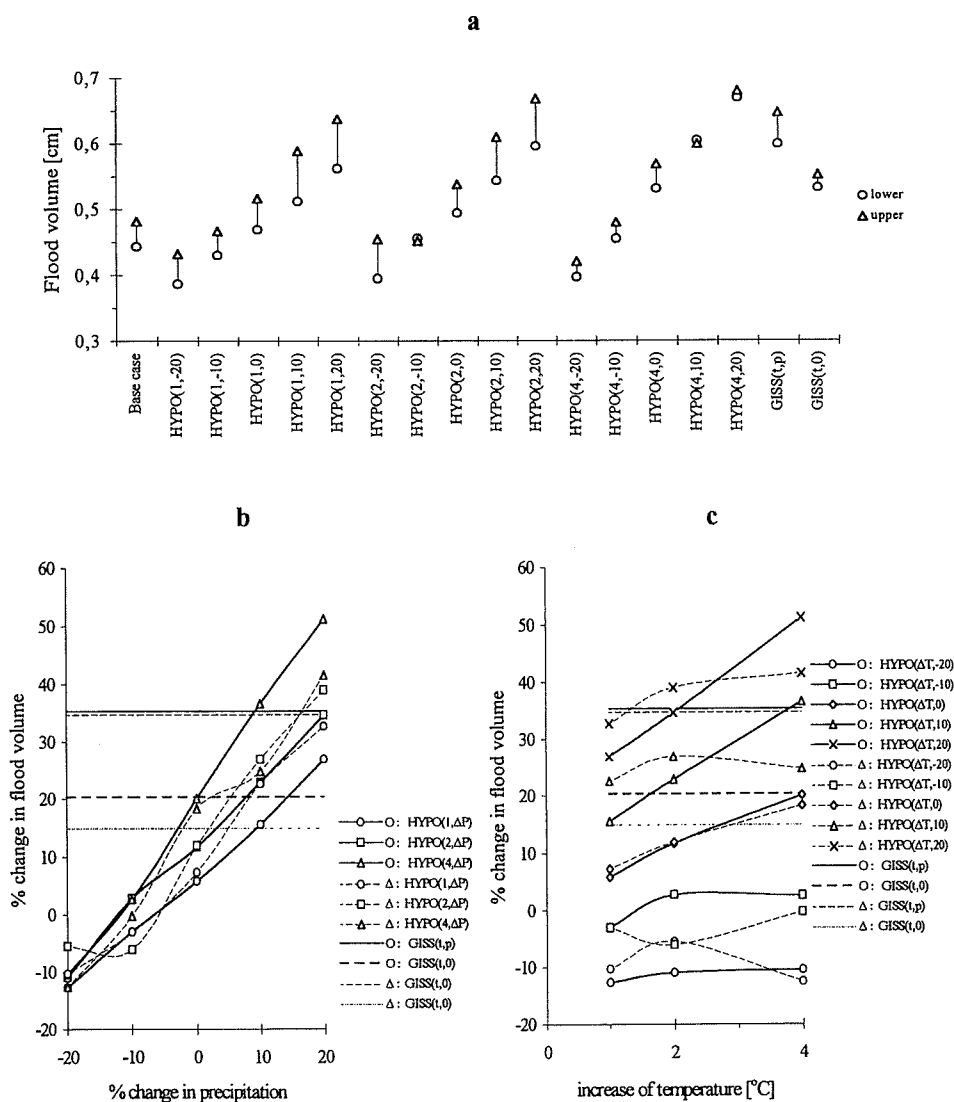 a
Flood volume [cm]
0,7
0,6
0,5
0,4
0,3
Base case
HYPO(1,-20)
HYPO(1,-10)
HYPO(1,0)
HYPO(1,10)
HYPO(1,20)
HYPO(2,-20)
HYPO(2,-10)
HYPO(2,0)
HYPO(2,10)
HYPO(2,20)
HYPO(4,-20)
HYPO(4,-10)
HYPO(4,0)
HYPO(4,10)
HYPO(4,20)
GISS(t,p)
GISS(t,0)
lower
upper
b
% change in flood volume
60
50
40
30
20
10
0
-10
-20
-20 -10 0 10 20
% change in precipitation
O: HYPO(1,ΔP)
O: HYPO(2,ΔP)
O: HYPO(4,ΔP)
Δ: HYPO(1,ΔP)
Δ: HYPO(2,ΔP)
Δ: HYPO(4,ΔP)
O: GISS(t,p)
O: GISS(t,0)
Δ: GISS(t,0)
Δ: GISS(t,0)
c
% change in flood volume
60
50
40
30
20
10
0
-10
-20
0 2 4
increase of temperature [°C]
O: HYPO(ΔT,-20)
O: HYPO(ΔT,-10)
O: HYPO(ΔT,0)
O: HYPO(ΔT,10)
O: HYPO(ΔT,20)
Δ: HYPO(ΔT,-20)
Δ: HYPO(ΔT,-10)
Δ: HYPO(ΔT,0)
Δ: HYPO(ΔT,10)
Δ: HYPO(ΔT,20)
O: GISS(t,p)
O: GISS(t,0)
Δ: GISS(t,p)
Δ: GISS(t,0)